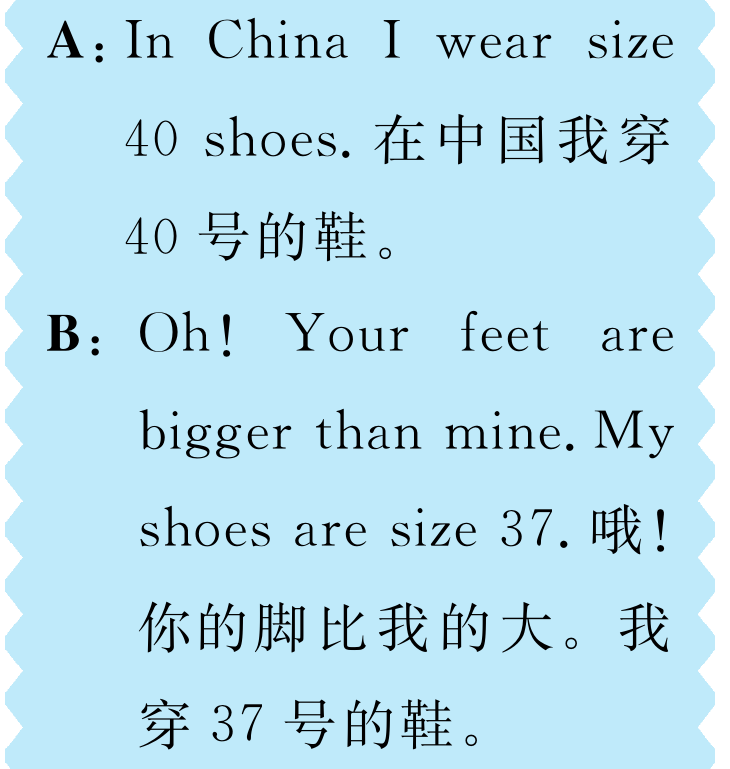 A: In China I wear size
40 shoes. 在中国我穿
40 号的鞋。
B: Oh! Your feet are
bigger than mine. My
shoes are size 37. 哦!
你的脚比我的大。我
穿 37 号的鞋。